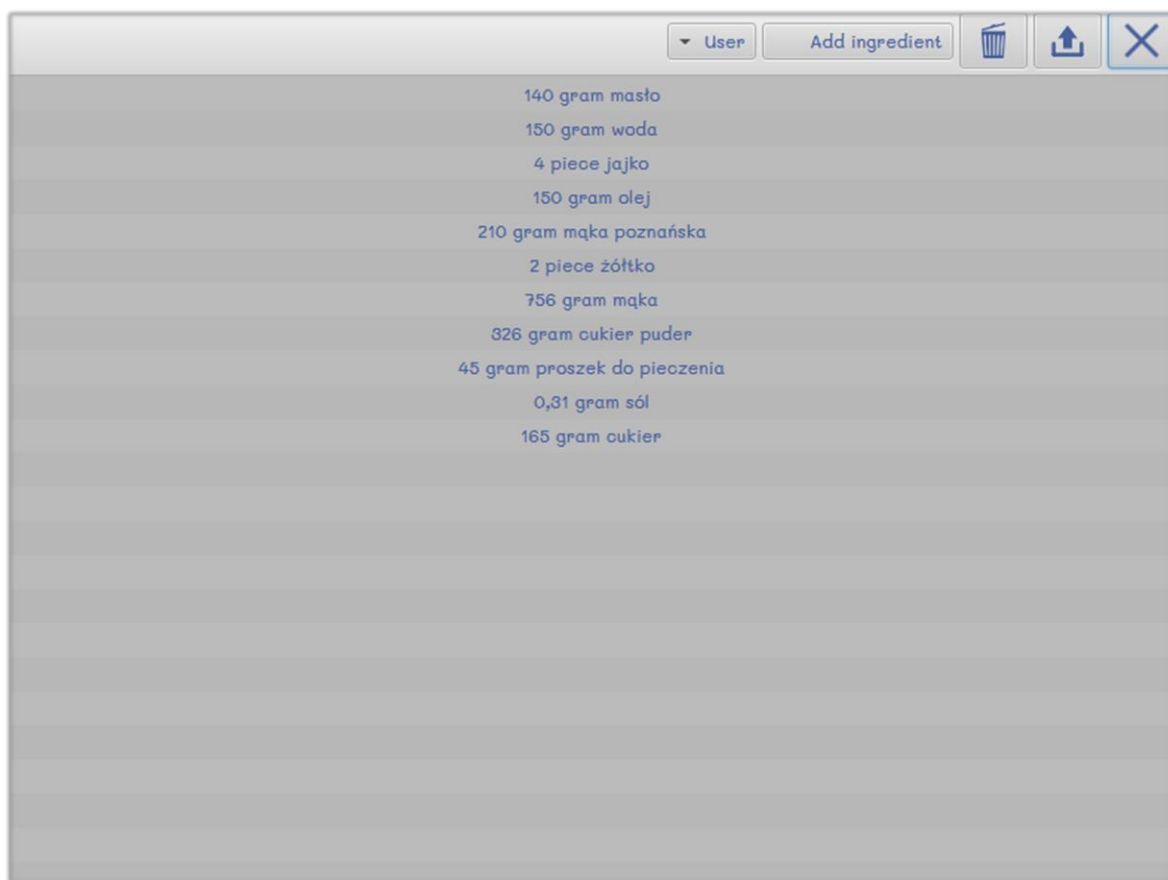 User Add ingredient
140 gram masło
150 gram woda
4 piece jajko
150 gram olej
210 gram mąka poznańska
2 piece żółtko
756 gram mąka
326 gram cukier puder
45 gram proszek do pieczenia
0,31 gram sól
165 gram cukier